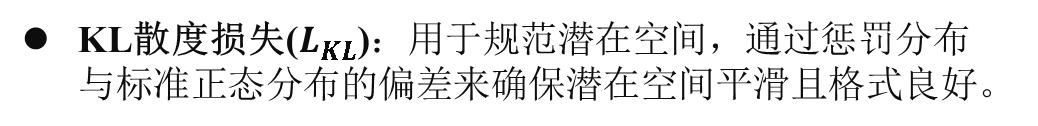 ● KL散度损失(L_KL)：用于规范潜在空间，通过惩罚分布
与标准正态分布的偏差来确保潜在空间平滑且格式良好。